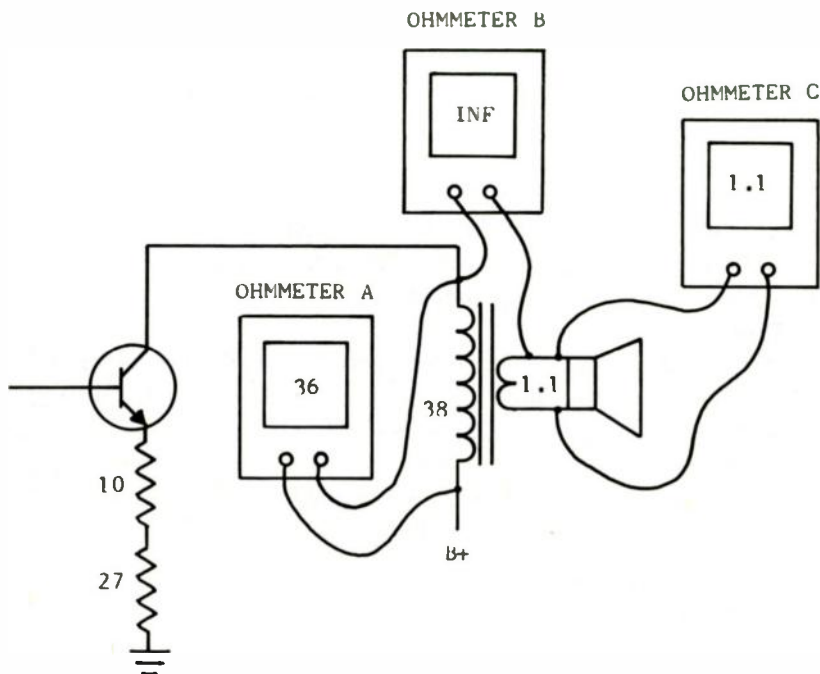 OHMMETER B
INF
OHMMETER C
1.1
OHMMETER A
36
38
1.1
10
27
B+